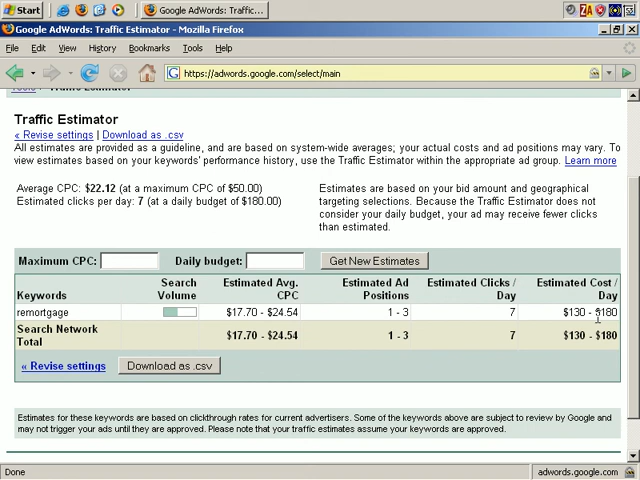 Start
Google AdWords: Traffic...
Google AdWords: Traffic Estimator - Mozilla Firefox
File Edit View History Bookmarks Tools Help
https://adwords.google.com/select/main
Traffic Estimator
« Revise settings | Download as .csv
All estimates are provided as a guideline, and are based on system-wide averages; your actual costs and ad positions may vary. To
view estimates based on your keywords' performance history, use the Traffic Estimator within the appropriate ad group. Learn more
Average CPC: $22.12 (at a maximum CPC of $50.00)
Estimated clicks per day: 7 (at a daily budget of $180.00)
Estimates are based on your bid amount and geographical
targeting selections. Because the Traffic Estimator does not
consider your daily budget, your ad may receive fewer clicks
than estimated.
Maximum CPC: Daily budget: Get New Estimates
Keywords Search Volume Estimated Avg. CPC Estimated Ad Positions Estimated Clicks / Day Estimated Cost / Day
remortgage $17.70 - $24.54 1 - 3 7 $130 - $180
Search Network Total $17.70 - $24.54 1 - 3 7 $130 - $180
« Revise settings Download as .csv
Estimates for these keywords are based on clickthrough rates for current advertisers. Some of the keywords above are subject to review by Google and
may not trigger your ads until they are approved. Please note that your traffic estimates assume your keywords are approved.
Done
adwords.google.com